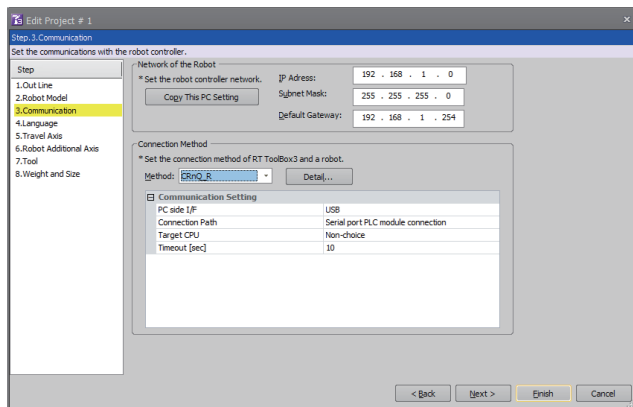 Edit Project # 1
Step.3.Communication
Set the communications with the robot controller.
Step
1.Out Line
2.Robot Model
3.Communication
4.Language
5.Travel Axis
6.Robot Additional Axis
7.Tool
8.Weight and Size
Network of the Robot
* Set the robot controller network.
Copy This PC Setting
IP Adress: 192 . 168 . 1 . 0
Subnet Mask: 255 . 255 . 255 . 0
Default Gateway: 192 . 168 . 1 . 254
Connection Method
* Set the connection method of RT ToolBox3 and a robot.
Method: CRnQ_R Detail...
Communication Setting
PC side I/F USB
Connection Path Serial port PLC module connection
Target CPU Non-choice
Timeout [sec] 10
< Back Next > Finish Cancel